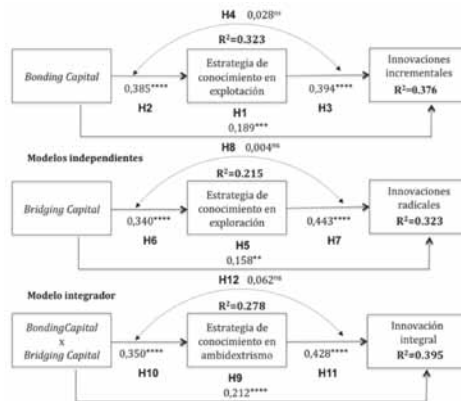 H4 0,028ns
R²=0.323
Bonding Capital
Estrategia de
conocimiento en
explotación
Innovaciones
incrementales
R²=0.376
0,385****
H2
0,394****
H3
H1
0,189***
Modelos independientes
H8 0,004ns
R²=0.215
Bridging Capital
Estrategia de
conocimiento en
exploración
Innovaciones
radicales
R²=0.323
0,340****
H6
0,443****
H7
H5
0,158**
H12 0,062ns
Modelo integrador
R²=0.278
BondingCapital
x
Bridging Capital
Estrategia de
conocimiento en
ambidextrismo
Innovación
integral
R²=0.395
0,350****
H10
0,428****
H11
H9
0,212****